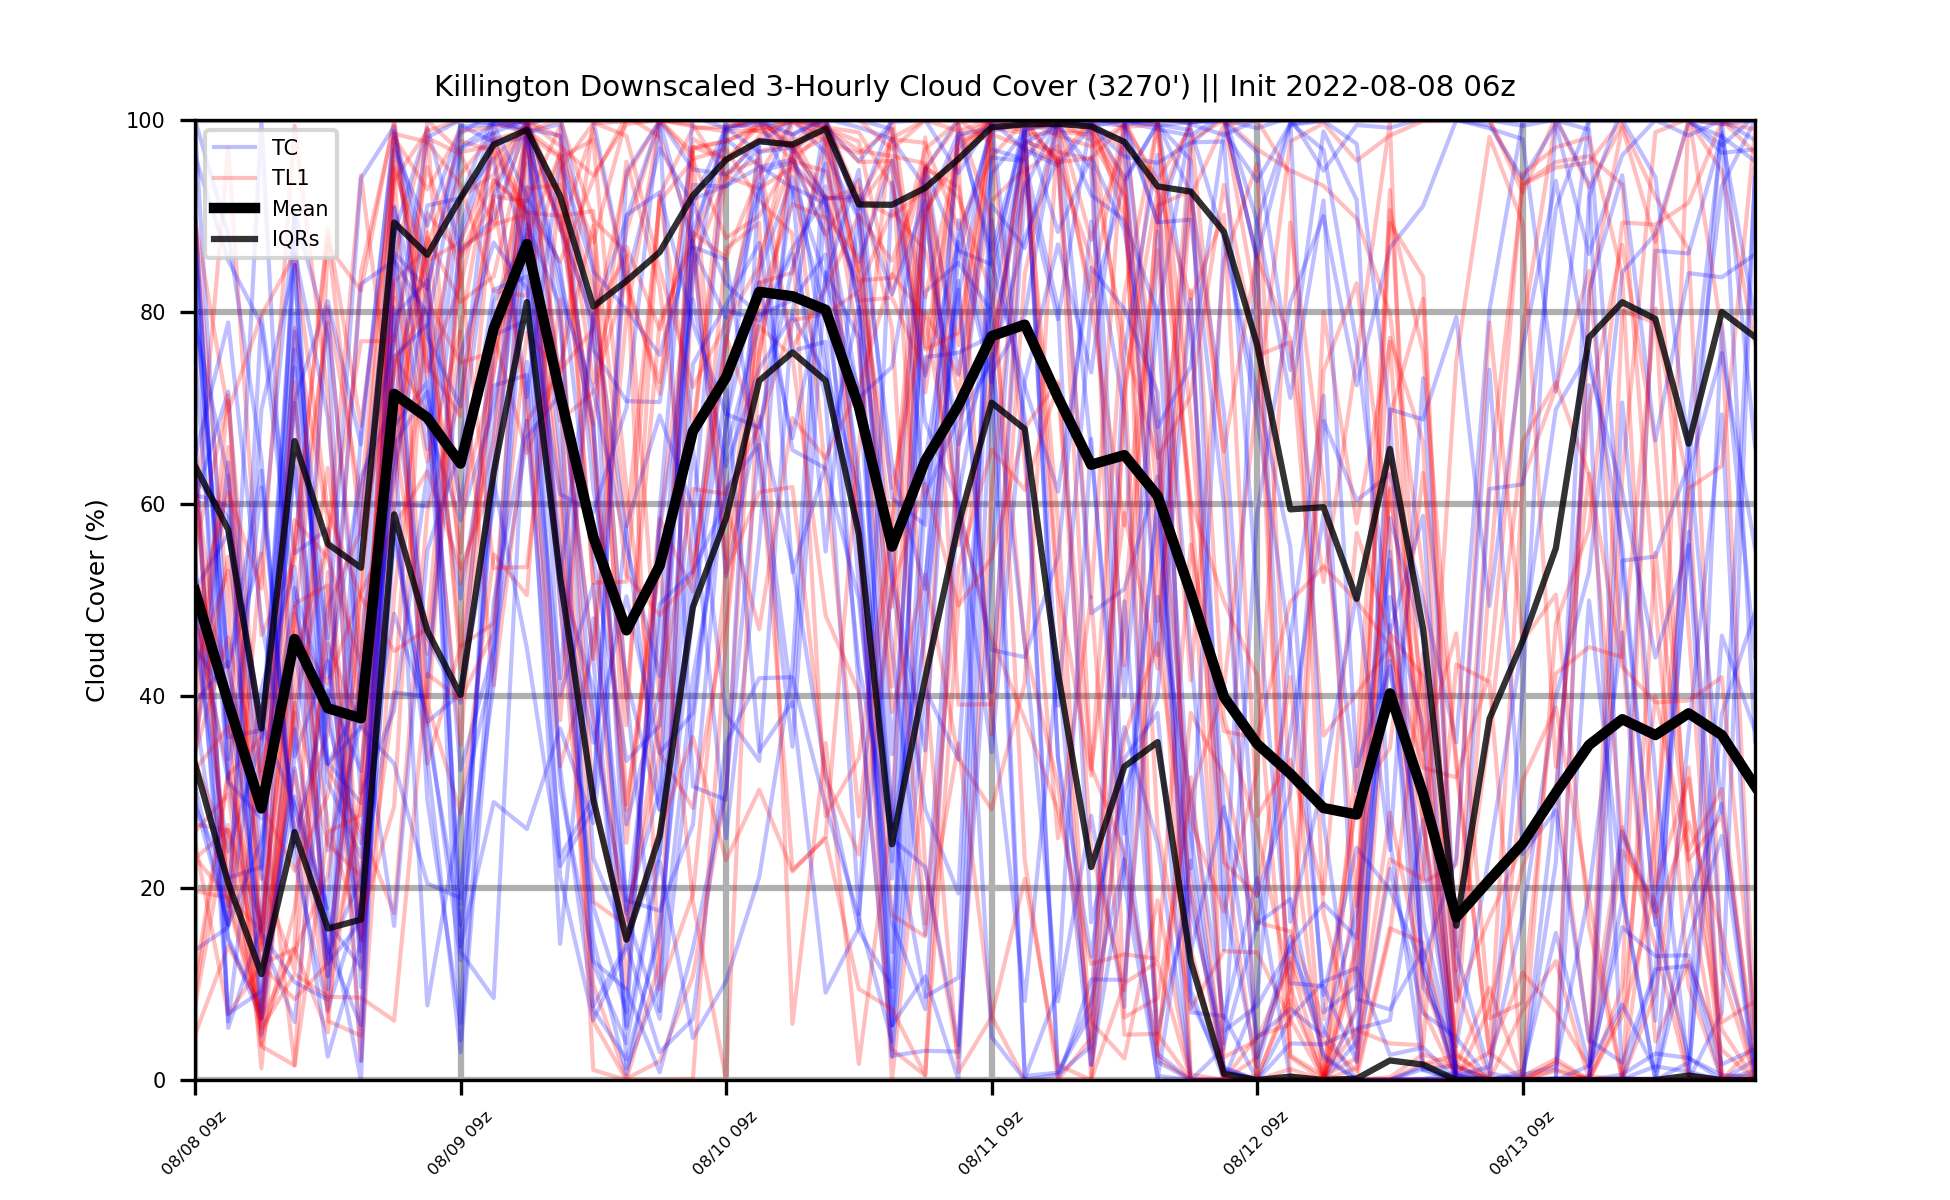 Killington Downscaled 3-Hourly Cloud Cover (3270') || Init 2022-08-08 06z
100
80
60
40
20
0
Cloud Cover (%)
TC
TL1
Mean
IQRs
08/08 09z
08/09 09z
08/10 09z
08/11 09z
08/12 09z
08/13 09z